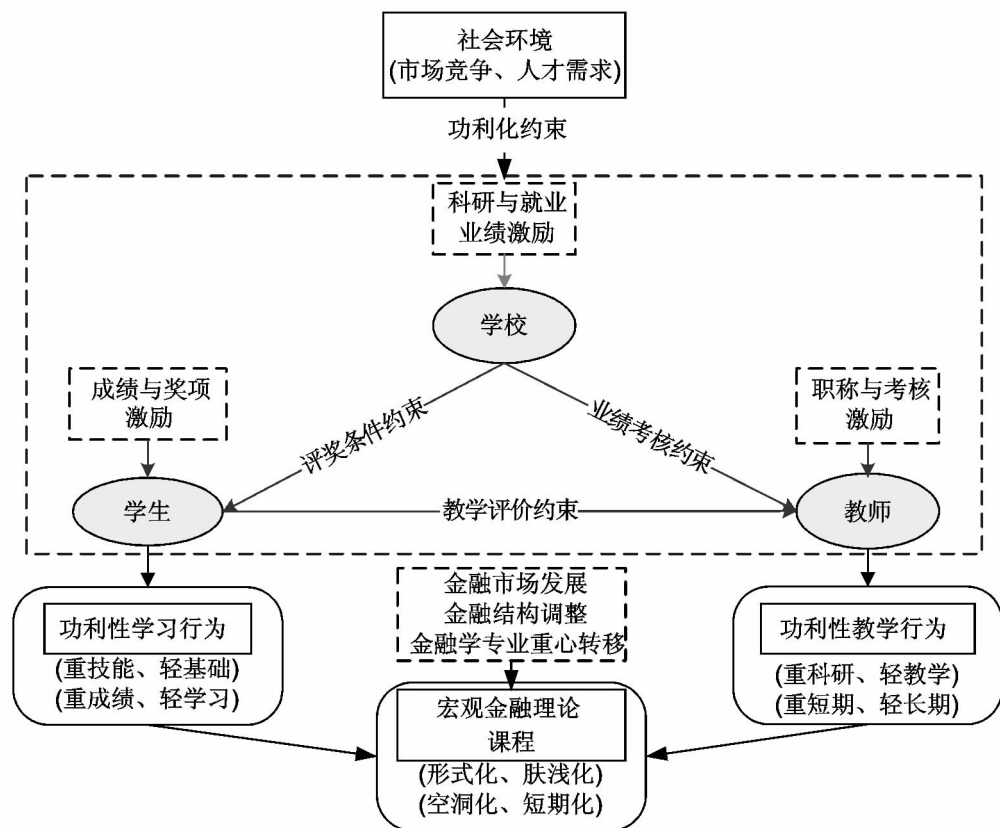 社会环境
(市场竞争、人才需求)
功利化约束
科研与就业
业绩激励
学校
成绩与奖项
激励
职称与考核
激励
评奖条件约束
业绩考核约束
学生
教学评价约束
教师
金融市场发展
金融结构调整
金融学专业重心转移
功利性学习行为
(重技能、轻基础)
(重成绩、轻学习)
功利性教学行为
(重科研、轻教学)
(重短期、轻长期)
宏观金融理论
课程
(形式化、肤浅化)
(空洞化、短期化)